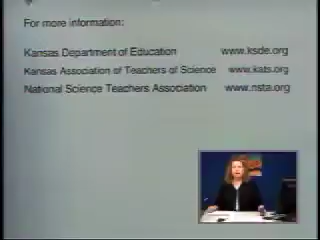 For more information:
Kansas Department of Education www.ksde.org
Kansas Association of Teachers of Science www.kats.org
National Science Teachers Association www.nsta.org